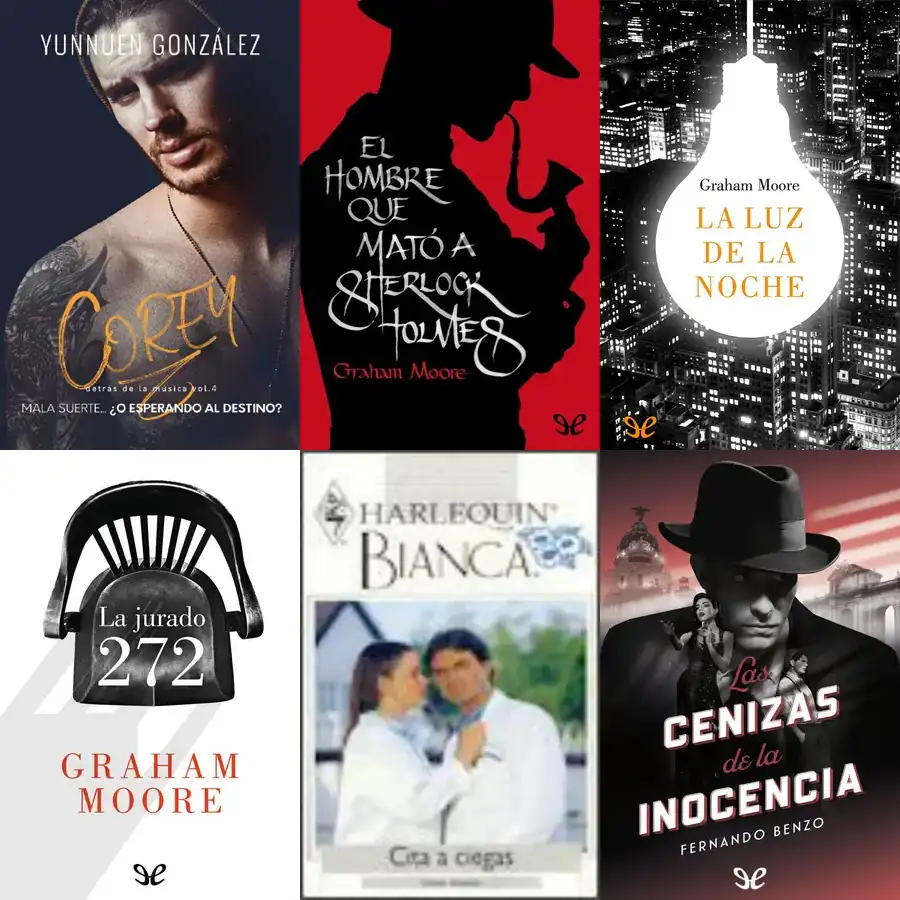 YUNNUEN GONZÁLEZ
COREY
detrás de la música vol.4
MALA SUERTE... ¿O ESPERANDO AL DESTINO?
EL
HOMBRE
QUE
MATÓ A
SHERLOCK
HOLMES
Graham Moore
Graham Moore
LA LUZ
DE LA
NOCHE
La jurado
272
GRAHAM
MOORE
HARLEQUIN
BIANCA
Cita a ciegas
Las
CENIZAS
de la
INOCENCIA
FERNANDO BENZO